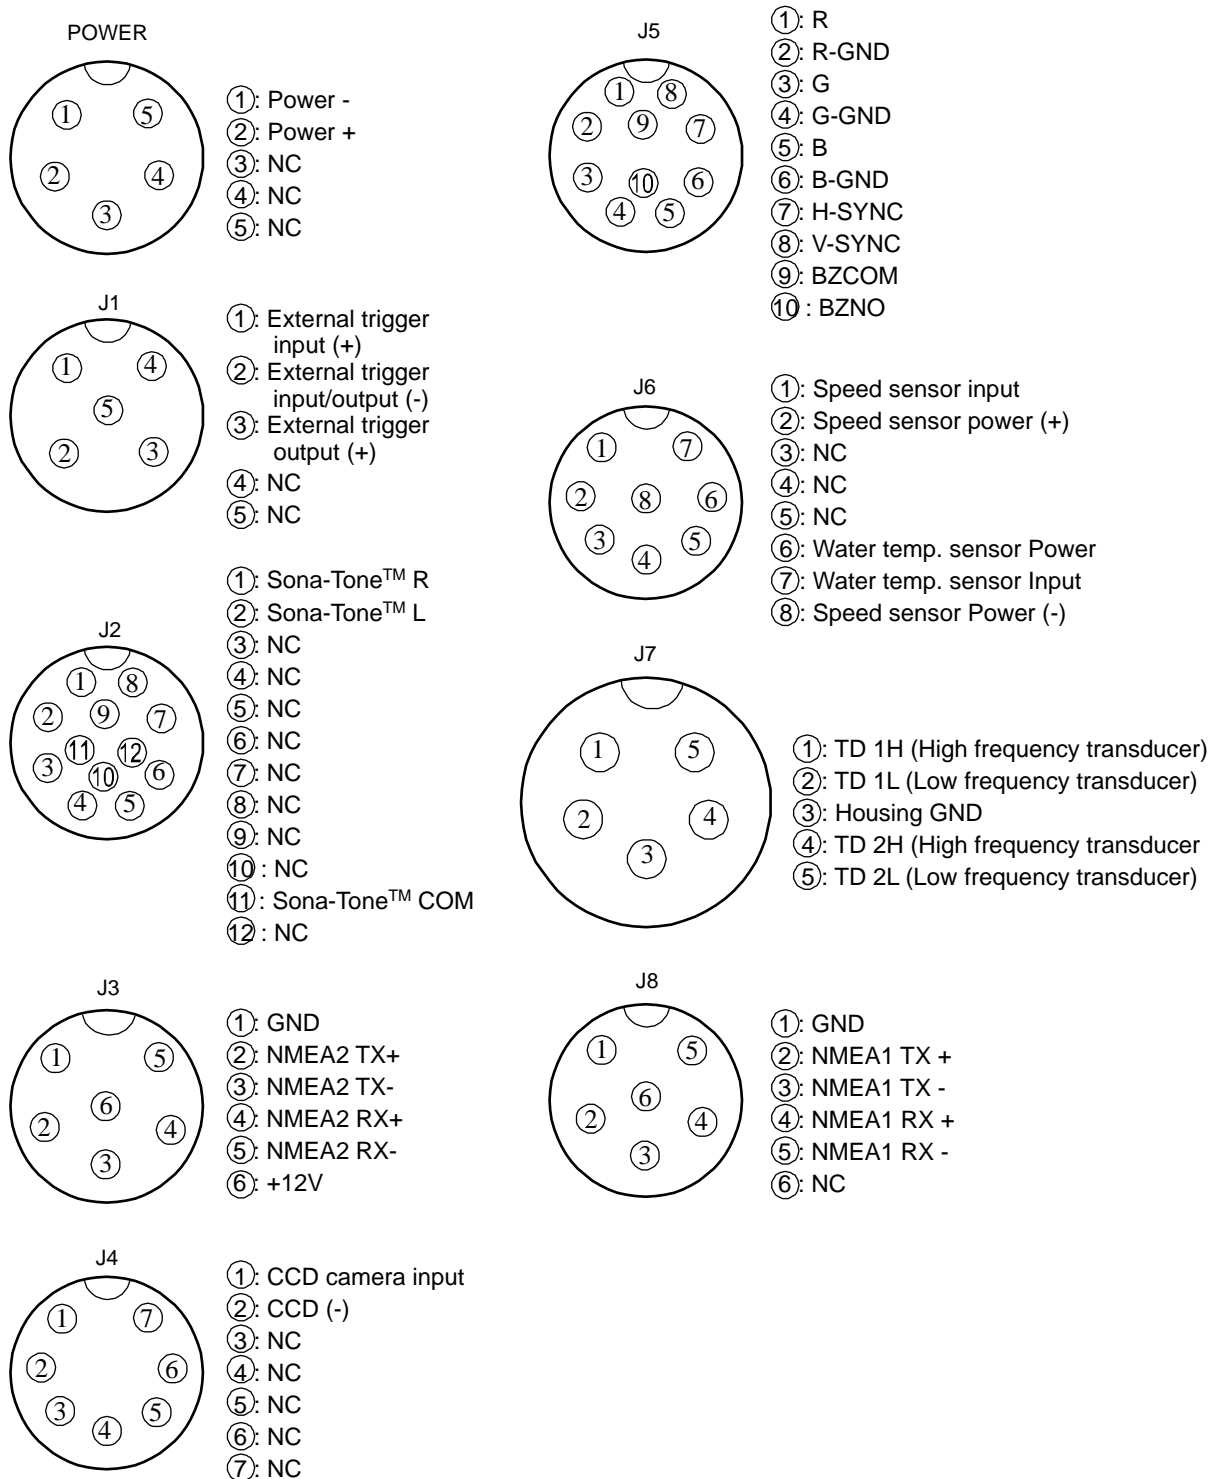 POWER
① ⑤
② ④
③
①: Power -
②: Power +
③: NC
④: NC
⑤: NC
J1
① ④
⑤
② ③
①: External trigger
input (+)
②: External trigger
input/output (-)
③: External trigger
output (+)
④: NC
⑤: NC
J2
① ⑧
② ⑨ ⑦
⑪ ⑫
③ ⑩ ⑥
④ ⑤
①: Sona-Tone™ R
②: Sona-Tone™ L
③: NC
④: NC
⑤: NC
⑥: NC
⑦: NC
⑧: NC
⑨: NC
⑩ : NC
⑪ : Sona-Tone™ COM
⑫ : NC
J3
① ⑤
⑥
② ④
③
①: GND
②: NMEA2 TX+
③: NMEA2 TX-
④: NMEA2 RX+
⑤: NMEA2 RX-
⑥: +12V
J4
① ⑦
② ⑥
③ ⑤
④
①: CCD camera input
②: CCD (-)
③: NC
④: NC
⑤: NC
⑥: NC
⑦: NC
J5
① ⑧
② ⑨ ⑦
③ ⑩ ⑥
④ ⑤
①: R
②: R-GND
③: G
④: G-GND
⑤: B
⑥: B-GND
⑦: H-SYNC
⑧: V-SYNC
⑨: BZCOM
⑩ : BZNO
J6
① ⑦
② ⑧ ⑥
③ ⑤
④
①: Speed sensor input
②: Speed sensor power (+)
③: NC
④: NC
⑤: NC
⑥: Water temp. sensor Power
⑦: Water temp. sensor Input
⑧: Speed sensor Power (-)
J7
① ⑤
② ④
③
①: TD 1H (High frequency transducer)
②: TD 1L (Low frequency transducer)
③: Housing GND
④: TD 2H (High frequency transducer
⑤: TD 2L (Low frequency transducer)
J8
① ⑤
⑥
② ④
③
①: GND
②: NMEA1 TX +
③: NMEA1 TX -
④: NMEA1 RX +
⑤: NMEA1 RX -
⑥: NC